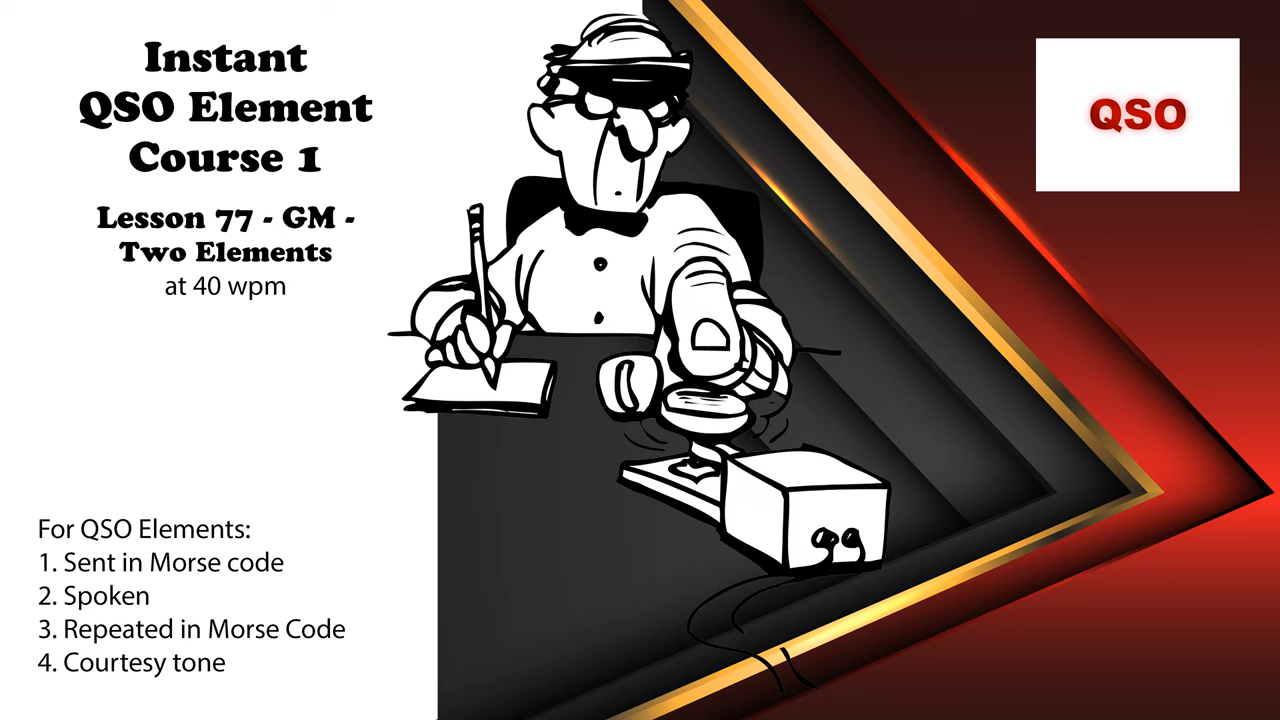 Instant
QSO Element
Course 1
Lesson 77 - GM -
Two Elements
at 40 wpm
QSO
For QSO Elements:
1. Sent in Morse code
2. Spoken
3. Repeated in Morse Code
4. Courtesy tone